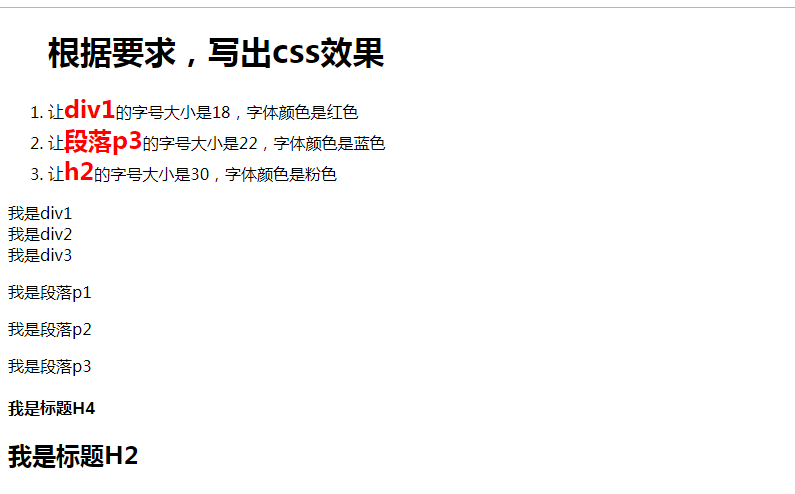 根据要求，写出css效果
1. 让div1的字号大小是18，字体颜色是红色
2. 让段落p3的字号大小是22，字体颜色是蓝色
3. 让h2的字号大小是30，字体颜色是粉色
我是div1
我是div2
我是div3
我是段落p1
我是段落p2
我是段落p3
我是标题H4
我是标题H2